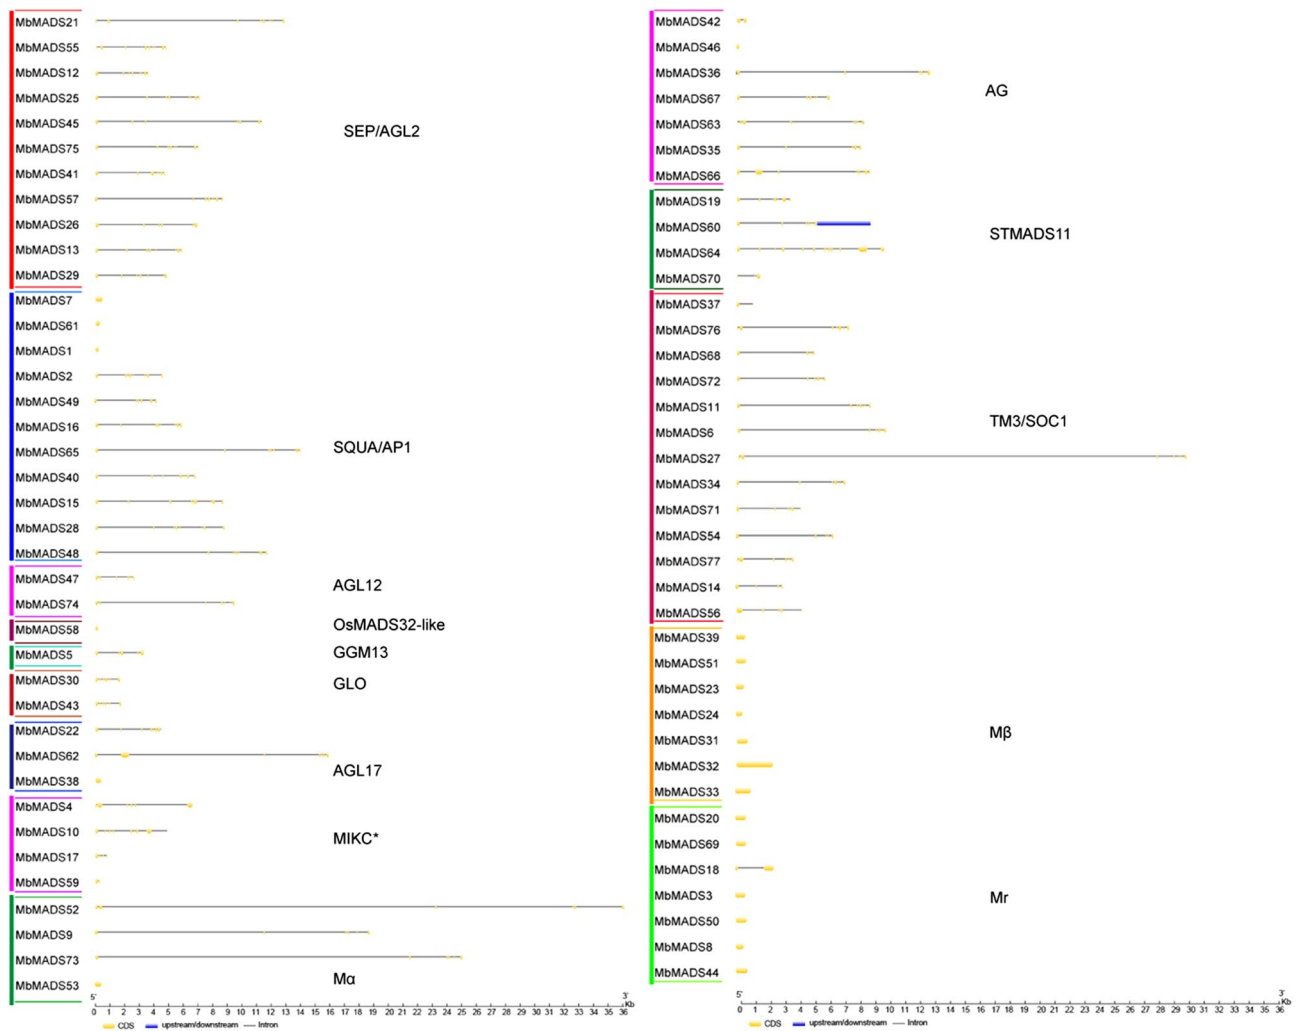 MbMADS21
MbMADS55
MbMADS12
MbMADS25
MbMADS45
SEP/AGL2
MbMADS75
MbMADS41
MbMADS57
MbMADS26
MbMADS13
MbMADS29
MbMADS7
MbMADS61
MbMADS1
MbMADS2
MbMADS49
MbMADS16
SQUA/AP1
MbMADS65
MbMADS40
MbMADS15
MbMADS28
MbMADS48
MbMADS47
AGL12
MbMADS74
MbMADS58
OsMADS32-like
MbMADS5
GGM13
MbMADS30
GLO
MbMADS43
MbMADS22
MbMADS62
AGL17
MbMADS38
MbMADS4
MbMADS10
MIKC*
MbMADS17
MbMADS59
MbMADS52
MbMADS9
MbMADS73
Mα
MbMADS53
5' 3'
0 1 2 3 4 5 6 7 8 9 10 11 12 13 14 15 16 17 18 19 20 21 22 23 24 25 26 27 28 29 30 31 32 33 34 35 36 Kb
CDS upstream/downstream Intron
MbMADS42
MbMADS46
MbMADS36
AG
MbMADS67
MbMADS63
MbMADS35
MbMADS66
MbMADS19
MbMADS60
STMADS11
MbMADS64
MbMADS70
MbMADS37
MbMADS76
MbMADS68
MbMADS72
MbMADS11
TM3/SOC1
MbMADS6
MbMADS27
MbMADS34
MbMADS71
MbMADS54
MbMADS77
MbMADS14
MbMADS56
MbMADS39
MbMADS51
MbMADS23
MbMADS24
Mβ
MbMADS31
MbMADS32
MbMADS33
MbMADS20
MbMADS69
MbMADS18
MbMADS3
Mr
MbMADS50
MbMADS8
MbMADS44
5' 3'
0 1 2 3 4 5 6 7 8 9 10 11 12 13 14 15 16 17 18 19 20 21 22 23 24 25 26 27 28 29 30 31 32 33 34 35 36 Kb
CDS upstream/downstream Intron